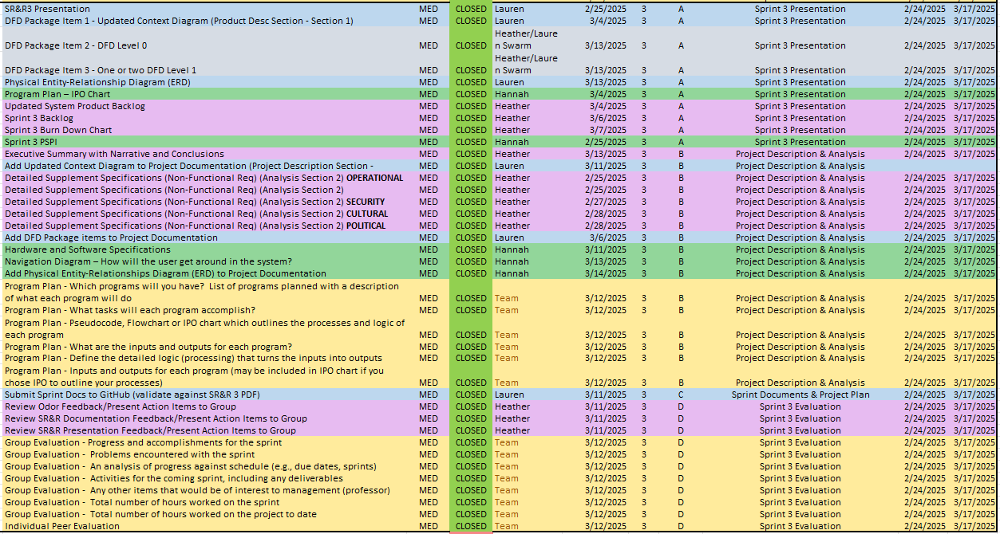 SR&R3 Presentation MED CLOSED Lauren 2/25/2025 3 A Sprint 3 Presentation 2/24/2025 3/17/2025
DFD Package Item 1 - Updated Context Diagram (Product Desc Section - Section 1) MED CLOSED Lauren 3/4/2025 3 A Sprint 3 Presentation 2/24/2025 3/17/2025
Heather/Laure
DFD Package Item 2 - DFD Level 0 MED CLOSED n Swarm 3/13/2025 3 A Sprint 3 Presentation 2/24/2025 3/17/2025
Heather/Laure
DFD Package Item 3 - One or two DFD Level 1 MED CLOSED n Swarm 3/13/2025 3 A Sprint 3 Presentation 2/24/2025 3/17/2025
Physical Entity-Relationship Diagram (ERD) MED CLOSED Lauren 3/13/2025 3 A Sprint 3 Presentation 2/24/2025 3/17/2025
Program Plan – IPO Chart MED CLOSED Hannah 3/4/2025 3 A Sprint 3 Presentation 2/24/2025 3/17/2025
Updated System Product Backlog MED CLOSED Heather 3/4/2025 3 A Sprint 3 Presentation 2/24/2025 3/17/2025
Sprint 3 Backlog MED CLOSED Heather 3/6/2025 3 A Sprint 3 Presentation 2/24/2025 3/17/2025
Sprint 3 Burn Down Chart MED CLOSED Heather 3/7/2025 3 A Sprint 3 Presentation 2/24/2025 3/17/2025
Sprint 3 PSPI MED CLOSED Hannah 2/25/2025 3 A Sprint 3 Presentation 2/24/2025 3/17/2025
Executive Summary with Narrative and Conclusions MED CLOSED Heather 3/13/2025 3 B Project Description & Analysis 2/24/2025 3/17/2025
Add Updated Context Diagram to Project Documentation (Project Description Section - MED CLOSED Lauren 3/11/2025 3 B Project Description & Analysis
Detailed Supplement Specifications (Non-Functional Req) (Analysis Section 2) OPERATIONAL MED CLOSED Heather 2/25/2025 3 B Project Description & Analysis 2/24/2025 3/17/2025
Detailed Supplement Specifications (Non-Functional Req) (Analysis Section 2) MED CLOSED Heather 2/25/2025 3 B Project Description & Analysis 2/24/2025 3/17/2025
Detailed Supplement Specifications (Non-Functional Req) (Analysis Section 2) SECURITY MED CLOSED Heather 2/27/2025 3 B Project Description & Analysis 2/24/2025 3/17/2025
Detailed Supplement Specifications (Non-Functional Req) (Analysis Section 2) CULTURAL MED CLOSED Heather 2/28/2025 3 B Project Description & Analysis 2/24/2025 3/17/2025
Detailed Supplement Specifications (Non-Functional Req) (Analysis Section 2) POLITICAL MED CLOSED Heather 2/28/2025 3 B Project Description & Analysis 2/24/2025 3/17/2025
Add DFD Package items to Project Documentation MED CLOSED Lauren 3/6/2025 3 B Project Description & Analysis 2/24/2025 3/17/2025
Hardware and Software Specifications MED CLOSED Hannah 3/11/2025 3 B Project Description & Analysis 2/24/2025 3/17/2025
Navigation Diagram – How will the user get around in the system? MED CLOSED Hannah 3/13/2025 3 B Project Description & Analysis 2/24/2025 3/17/2025
Add Physical Entity-Relationships Diagram (ERD) to Project Documentation MED CLOSED Hannah 3/14/2025 3 B Project Description & Analysis 2/24/2025 3/17/2025
Program Plan - Which programs will you have? List of programs planned with a description
of what each program will do MED CLOSED Team 3/12/2025 3 B Project Description & Analysis 2/24/2025 3/17/2025
Program Plan - What tasks will each program accomplish? MED CLOSED Team 3/12/2025 3 B Project Description & Analysis 2/24/2025 3/17/2025
Program Plan - Pseudocode, Flowchart or IPO chart which outlines the processes and logic of
each program MED CLOSED Team 3/12/2025 3 B Project Description & Analysis 2/24/2025 3/17/2025
Program Plan - What are the inputs and outputs for each program? MED CLOSED Team 3/12/2025 3 B Project Description & Analysis 2/24/2025 3/17/2025
Program Plan - Define the detailed logic (processing) that turns the inputs into outputs MED CLOSED Team 3/12/2025 3 B Project Description & Analysis 2/24/2025 3/17/2025
Program Plan - Inputs and outputs for each program (may be included in IPO chart if you
chose IPO to outline your processes) MED CLOSED Team 3/12/2025 3 B Project Description & Analysis 2/24/2025 3/17/2025
Submit Sprint Docs to GitHub (validate against SR&R 3 PDF) MED CLOSED Lauren 3/11/2025 3 C Sprint Documents & Project Plan 2/24/2025 3/17/2025
Review Odor Feedback/Present Action Items to Group MED CLOSED Heather 3/11/2025 3 D Sprint 3 Evaluation 2/24/2025 3/17/2025
Review SR&R Documentation Feedback/Present Action Items to Group MED CLOSED Heather 3/11/2025 3 D Sprint 3 Evaluation 2/24/2025 3/17/2025
Review SR&R Presentation Feedback/Present Action Items to Group MED CLOSED Heather 3/11/2025 3 D Sprint 3 Evaluation 2/24/2025 3/17/2025
Group Evaluation - Progress and accomplishments for the sprint MED CLOSED Team 3/12/2025 3 D Sprint 3 Evaluation 2/24/2025 3/17/2025
Group Evaluation - Problems encountered with the sprint MED CLOSED Team 3/12/2025 3 D Sprint 3 Evaluation 2/24/2025 3/17/2025
Group Evaluation - An analysis of progress against schedule (e.g., due dates, sprints) MED CLOSED Team 3/12/2025 3 D Sprint 3 Evaluation 2/24/2025 3/17/2025
Group Evaluation - Activities for the coming sprint, including any deliverables MED CLOSED Team 3/12/2025 3 D Sprint 3 Evaluation 2/24/2025 3/17/2025
Group Evaluation - Any other items that would be of interest to management (professor) MED CLOSED Team 3/12/2025 3 D Sprint 3 Evaluation 2/24/2025 3/17/2025
Group Evaluation - Total number of hours worked on the sprint MED CLOSED Team 3/12/2025 3 D Sprint 3 Evaluation 2/24/2025 3/17/2025
Group Evaluation - Total number of hours worked on the project to date MED CLOSED Team 3/12/2025 3 D Sprint 3 Evaluation 2/24/2025 3/17/2025
Individual Peer Evaluation MED CLOSED Team 3/12/2025 3 D Sprint 3 Evaluation 2/24/2025 3/17/2025